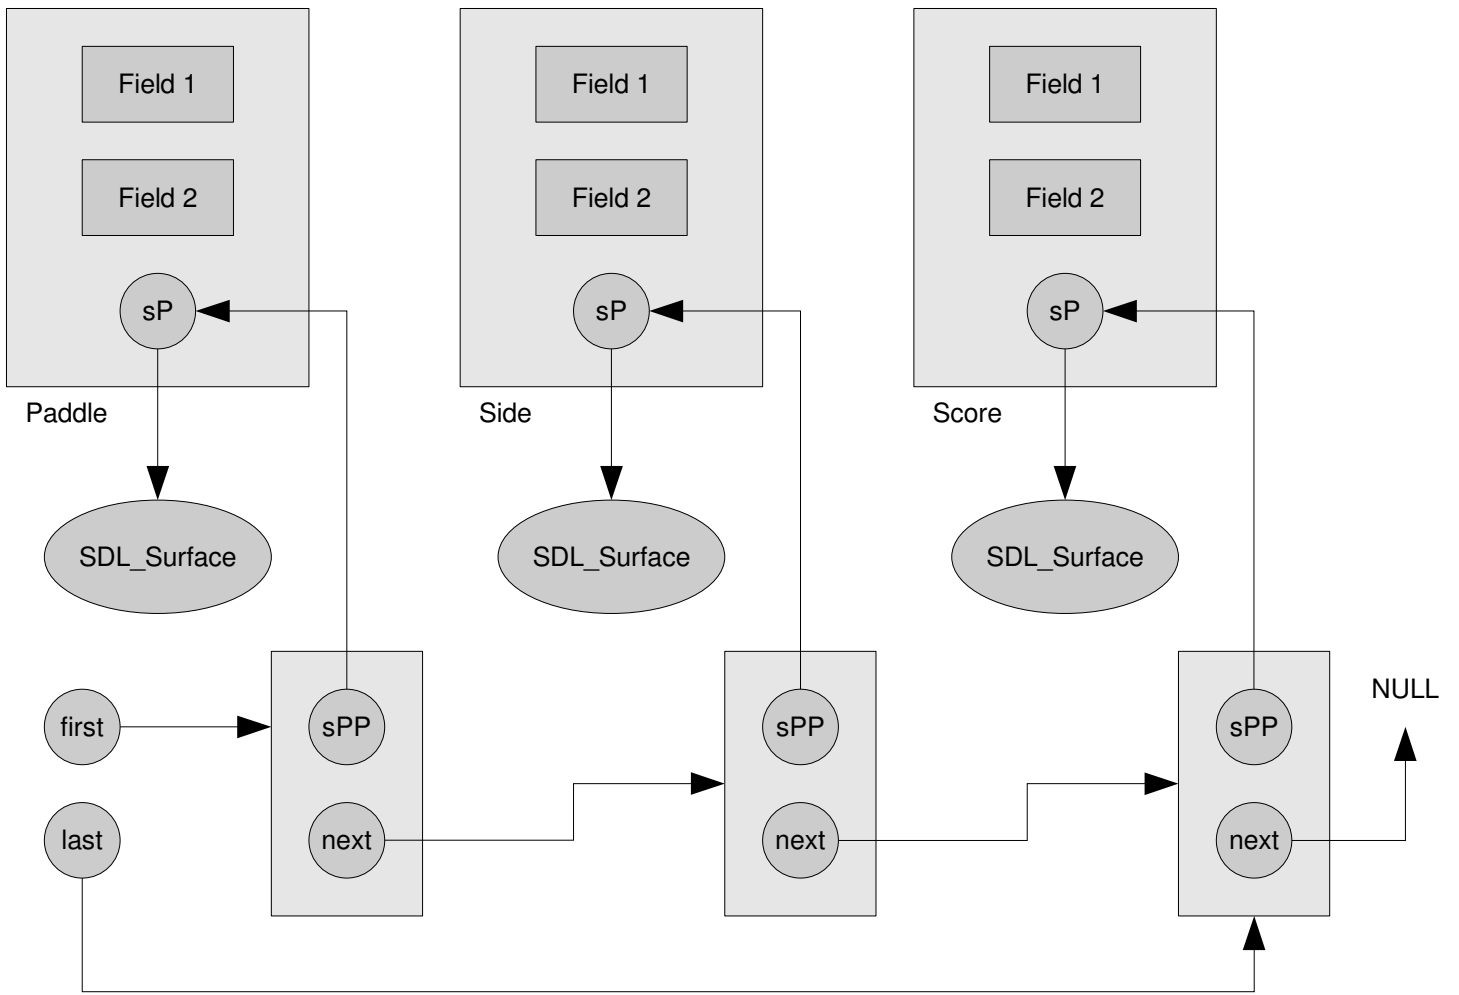 Field 1
Field 1
Field 1
Field 2
Field 2
Field 2
sP
sP
sP
Paddle
Side
Score
SDL_Surface
SDL_Surface
SDL_Surface
NULL
first
sPP
sPP
sPP
last
next
next
next